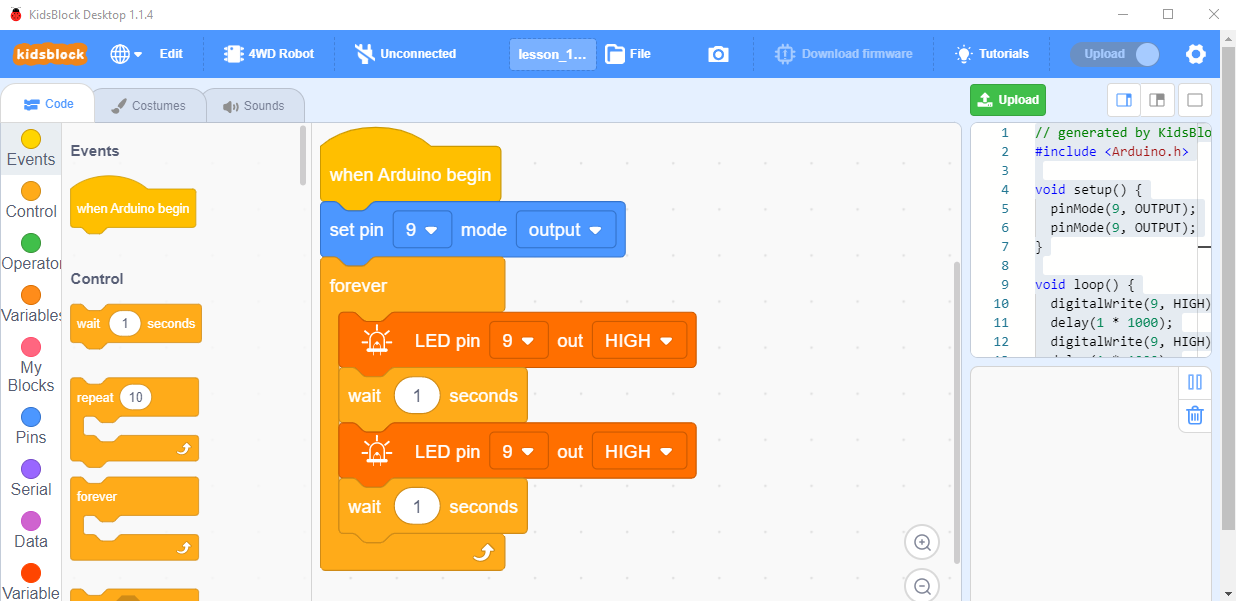 KidsBlock Desktop 1.1.4
kidsblock
Edit
4WD Robot
Unconnected
lesson_1...
File
Download firmware
Tutorials
Upload
Code
Costumes
Sounds
Upload
Events
Control
Operator
Variables
My
Blocks
Pins
Serial
Data
Variable
Events
when Arduino begin
Control
wait 1 seconds
repeat 10
forever
when Arduino begin
set pin 9 mode output
forever
LED pin 9 out HIGH
wait 1 seconds
LED pin 9 out HIGH
wait 1 seconds
1 // generated by KidsBlo
2 #include <Arduino.h>
3
4 void setup() {
5 pinMode(9, OUTPUT);
6 pinMode(9, OUTPUT);
7 }
8
9 void loop() {
10 digitalWrite(9, HIGH)
11 delay(1 * 1000);
12 digitalWrite(9, HIGH)